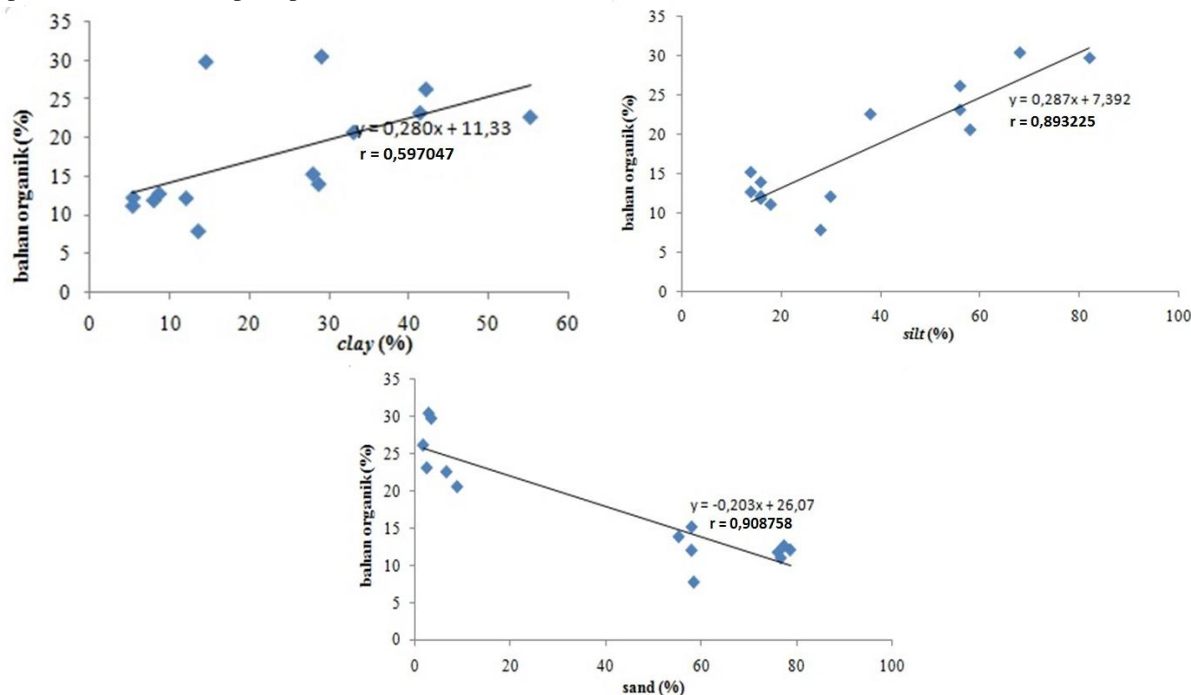 35
30
25
20
15
10
5
0
bahan organik (%)
y = 0,280x + 11,33
r = 0,597047
0 10 20 30 40 50 60
clay (%)
35
30
25
20
15
10
5
0
bahan organik (%)
y = 0,287x + 7,392
r = 0,893225
0 20 40 60 80 100
silt (%)
35
30
25
20
15
10
5
0
bahan organik (%)
y = -0,203x + 26,07
r = 0,908758
0 20 40 60 80 100
sand (%)